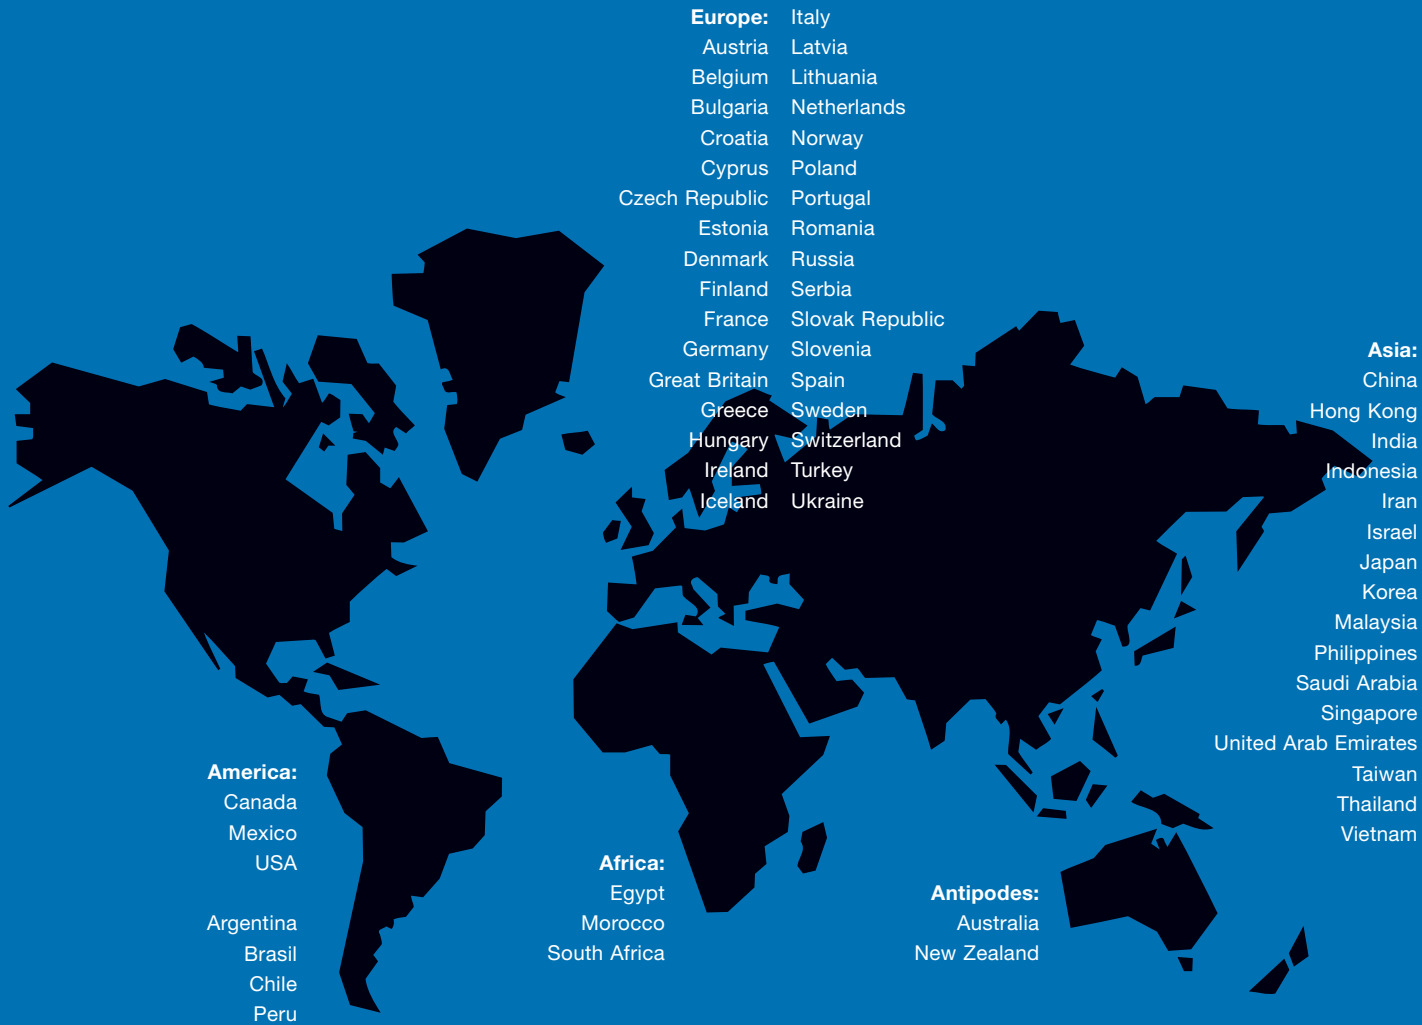 Europe:
Austria
Belgium
Bulgaria
Croatia
Cyprus
Czech Republic
Estonia
Denmark
Finland
France
Germany
Great Britain
Greece
Hungary
Ireland
Iceland
Italy
Latvia
Lithuania
Netherlands
Norway
Poland
Portugal
Romania
Russia
Serbia
Slovak Republic
Slovenia
Spain
Sweden
Switzerland
Turkey
Ukraine
Asia:
China
Hong Kong
India
Indonesia
Iran
Israel
Japan
Korea
Malaysia
Philippines
Saudi Arabia
Singapore
United Arab Emirates
Taiwan
Thailand
Vietnam
America:
Canada
Mexico
USA
Argentina
Brasil
Chile
Peru
Africa:
Egypt
Morocco
South Africa
Antipodes:
Australia
New Zealand